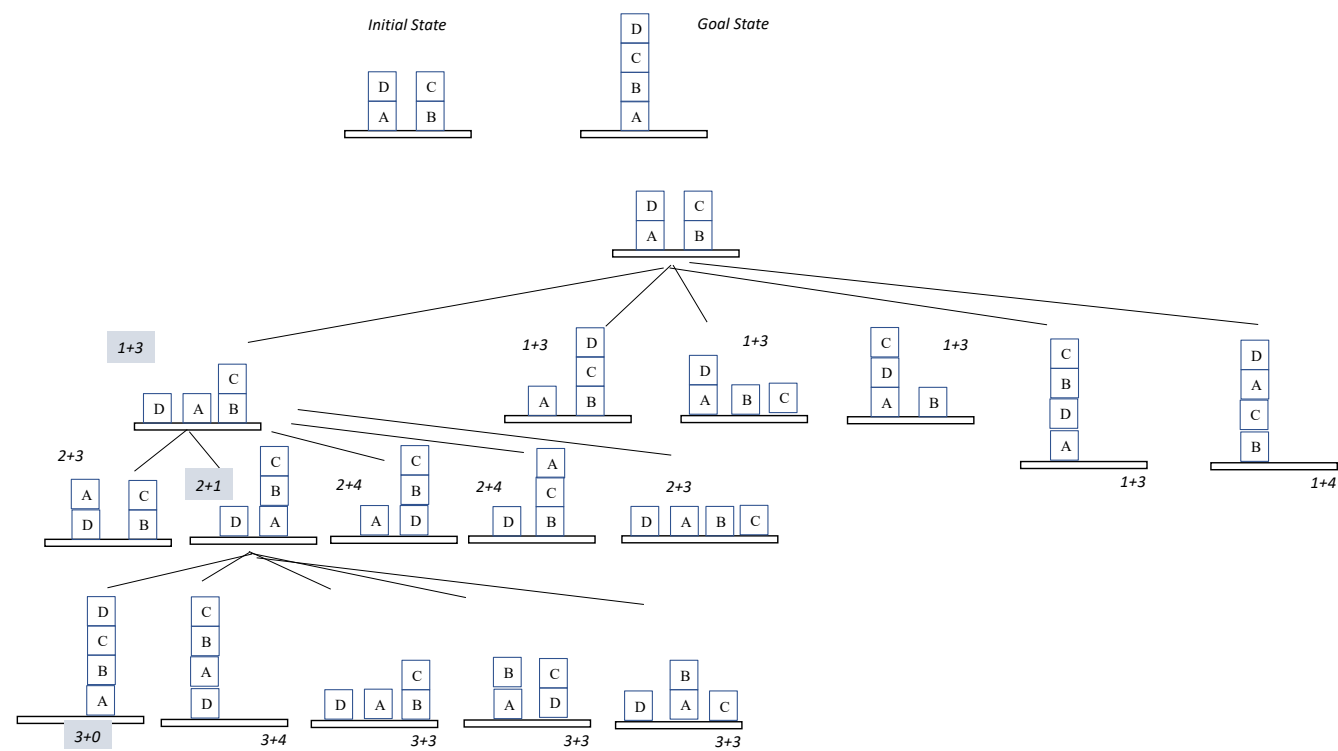 Initial State
Goal State
D
C
B
A
D C
A B
D C
A B
1+3
1+3
1+3
1+3
D A C
B
A D
C
B
D
A B C
C
D
A B
C
B
D
A
1+3
D
A
C
B
1+4
2+3
A C
D B
2+1
D C
B
A
2+4
A C
B
D
2+4
D A
C
B
2+3
D A B C
D
C
B
A
3+0
C
B
A
D
3+4
D A C
B
3+3
B C
A D
3+3
D B
A C
3+3